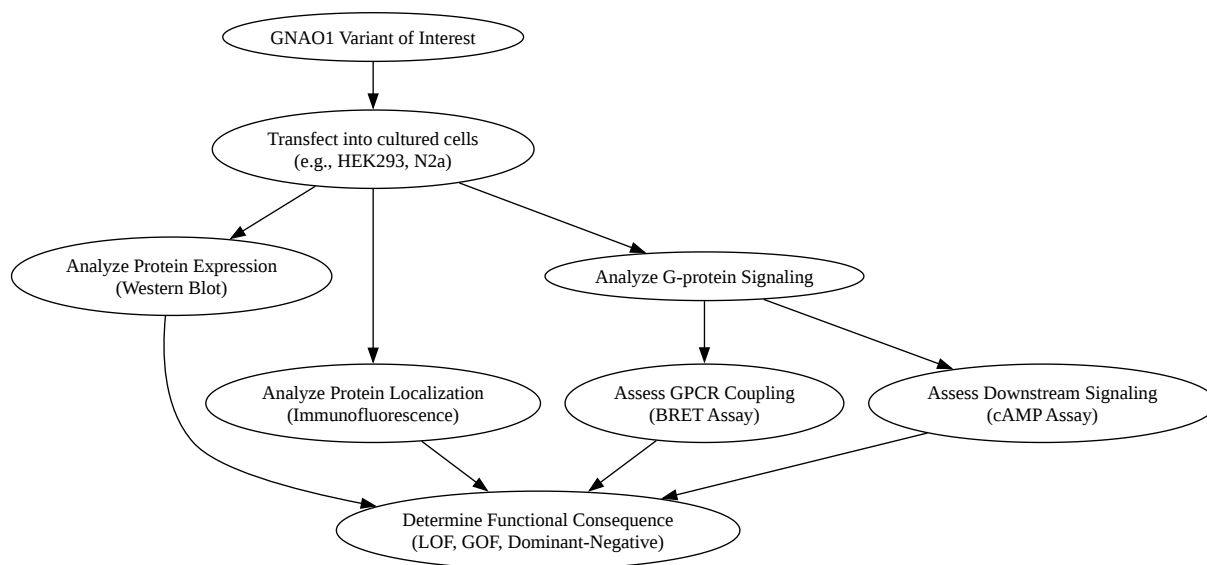 GNAO1 Variant of Interest
Transfect into cultured cells
(e.g., HEK293, N2a)
Analyze Protein Expression
(Western Blot)
Analyze G-protein Signaling
Analyze Protein Localization
(Immunofluorescence)
Assess GPCR Coupling
(BRET Assay)
Assess Downstream Signaling
(cAMP Assay)
Determine Functional Consequence
(LOF, GOF, Dominant-Negative)